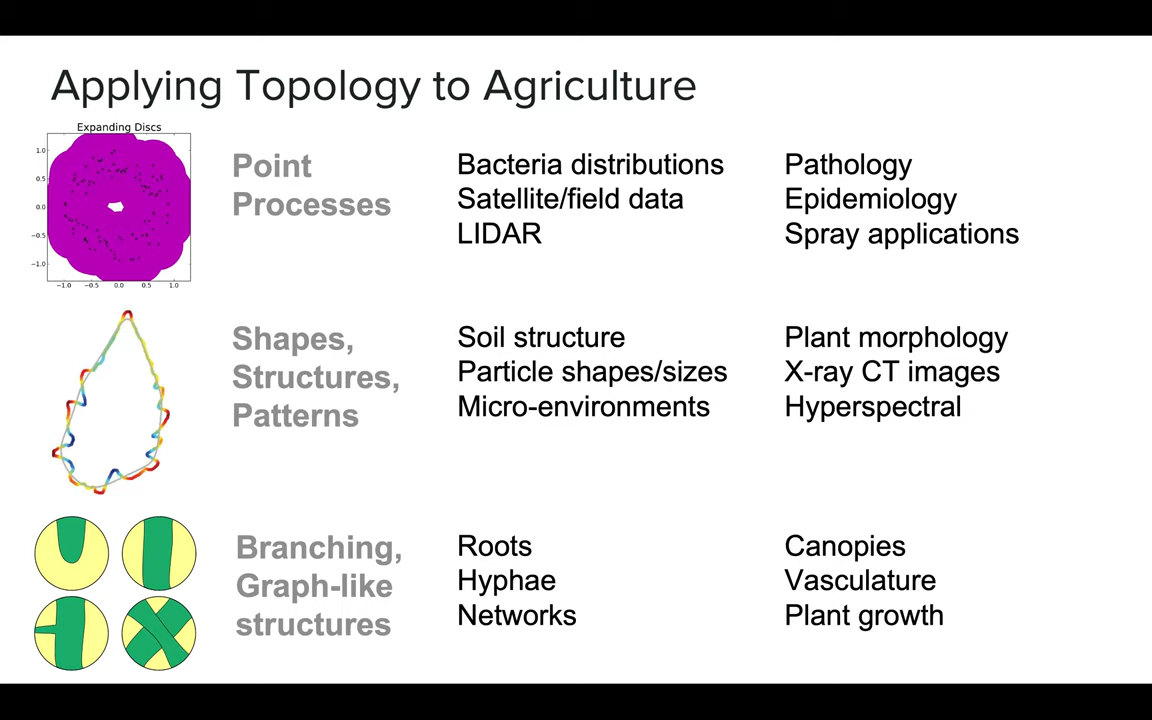 Applying Topology to Agriculture
Expanding Discs
1.0
0.5
0.0
−0.5
−1.0
−1.0 −0.5 0.0 0.5 1.0
Point
Processes
Bacteria distributions
Satellite/field data
LIDAR
Pathology
Epidemiology
Spray applications
Shapes,
Structures,
Patterns
Soil structure
Particle shapes/sizes
Micro-environments
Plant morphology
X-ray CT images
Hyperspectral
Branching,
Graph-like
structures
Roots
Hyphae
Networks
Canopies
Vasculature
Plant growth